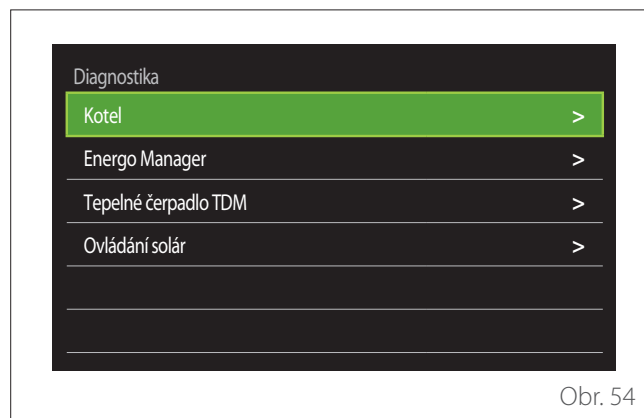 Diagnostika
Kotel >
Energo Manager >
Tepelné čerpadlo TDM >
Ovládání solár >
Obr. 54